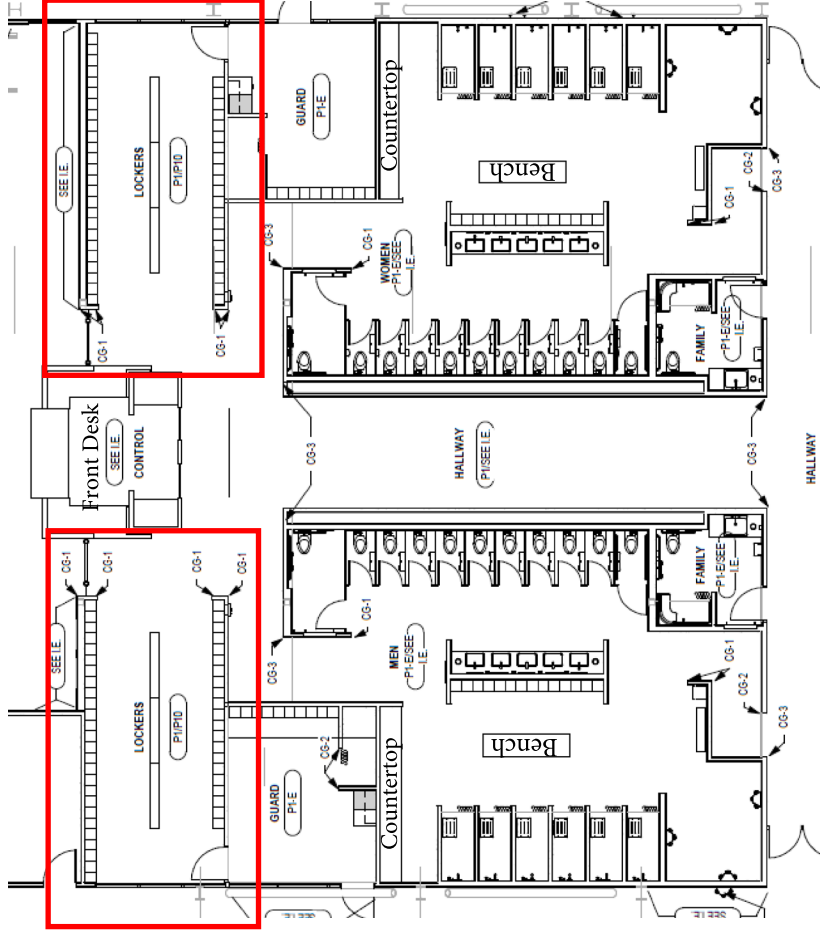 SEE I.E.
LOCKERS
P1/P10
GUARD
P1-E
Countertop
Bench
CG-2
CG-3
CG-1
CG-3
CG-1
WOMEN
P1-E/SEE
I.E.
CG-1
CG-1
FAMILY
P1-E/SEE
I.E.
Front Desk
SEE I.E.
CONTROL
CG-3
HALLWAY
P1/SEE I.E.
CG-3
HALLWAY
CG-1
CG-1
CG-1
CG-1
SEE I.E.
LOCKERS
P1/P10
CG-3
CG-1
MEN
P1-E/SEE
I.E.
FAMILY
P1-E/SEE
I.E.
CG-1
CG-2
CG-3
GUARD
P1-E
CG-2
Countertop
Bench